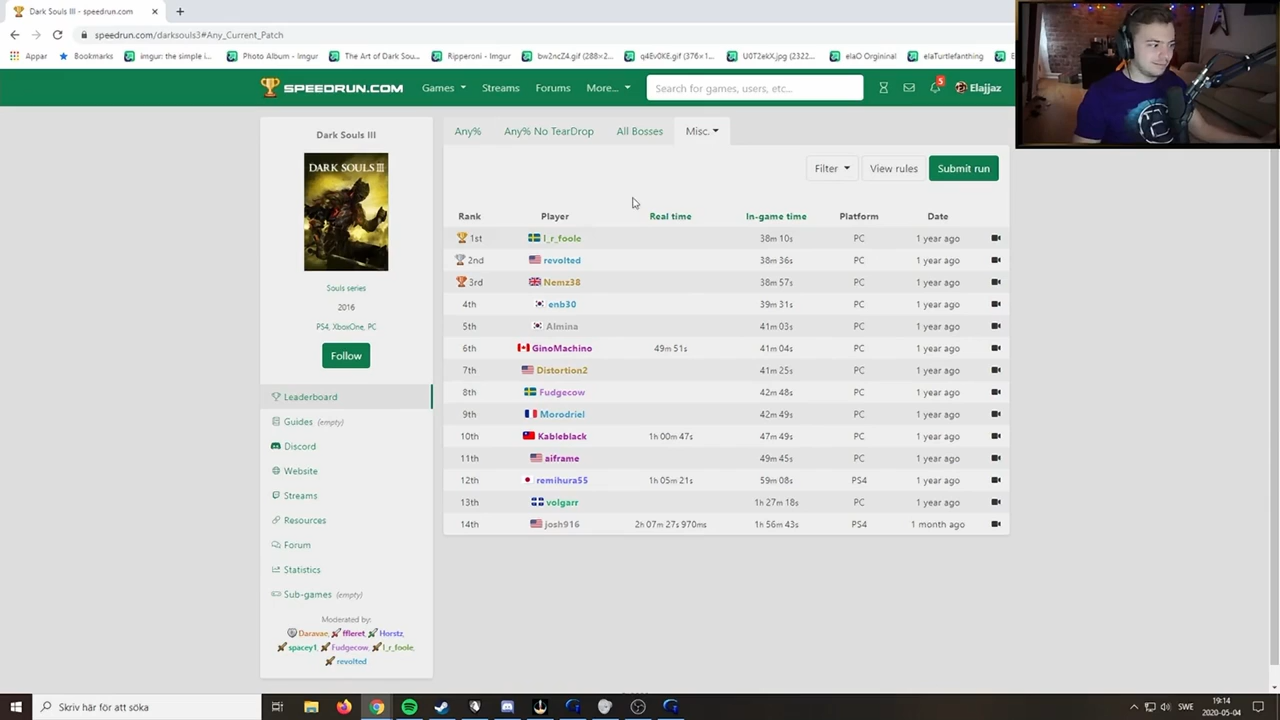 Dark Souls III - speedrun.com
speedrun.com/darksouls3#Any_Current_Patch
Appar Bookmarks imgur: the simple i... Photo Album - Imgur The Art of Dark Sou... Ripperoni - Imgur bw2ncZ4.gif (288×2... q4Ev0KE.gif (376×1... U0T2ekX.jpg (2322... elaO Orgininal elaTurtlefanthing
SPEEDRUN.COM Games Streams Forums More... Search for games, users, etc... 5 Elajjaz
Dark Souls III
DARK SOULS III
Souls series
2016
PS4, XboxOne, PC
Follow
Leaderboard
Guides (empty)
Discord
Website
Streams
Resources
Forum
Statistics
Sub-games (empty)
Moderated by:
Daravae, ffleret, Horstz,
spacey1, Fudgecow, l_r_foole,
revolted
Any% Any% No TearDrop All Bosses Misc.
Filter View rules Submit run
Rank Player Real time In-game time Platform Date
1st l_r_foole 38m 10s PC 1 year ago
2nd revolted 38m 36s PC 1 year ago
3rd Nemz38 38m 57s PC 1 year ago
4th enb30 39m 31s PC 1 year ago
5th Almina 41m 03s PC 1 year ago
6th GinoMachino 49m 51s 41m 04s PC 1 year ago
7th Distortion2 41m 25s PC 1 year ago
8th Fudgecow 42m 48s PC 1 year ago
9th Morodriel 42m 49s PC 1 year ago
10th Kableblack 1h 00m 47s 47m 49s PC 1 year ago
11th aiframe 49m 45s PC 1 year ago
12th remihura55 1h 05m 21s 59m 08s PS4 1 year ago
13th volgarr 1h 27m 18s PC 1 year ago
14th josh916 2h 07m 27s 970ms 1h 56m 43s PS4 1 month ago
Skriv här för att söka
SWE
19:14
2020-05-04